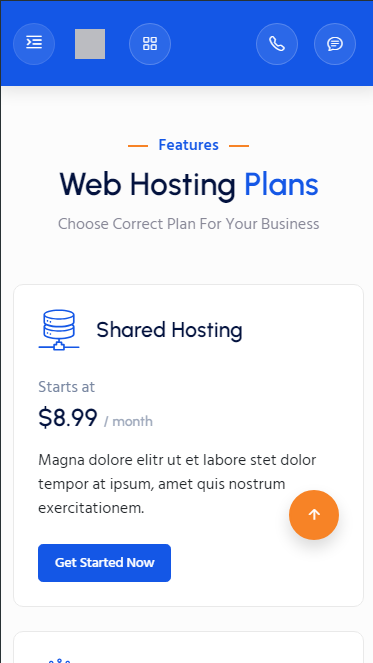 Features
Web Hosting Plans
Choose Correct Plan For Your Business
Shared Hosting
Starts at
$8.99 / month
Magna dolore elitr ut et labore stet dolor
tempor at ipsum, amet quis nostrum
exercitationem.
Get Started Now